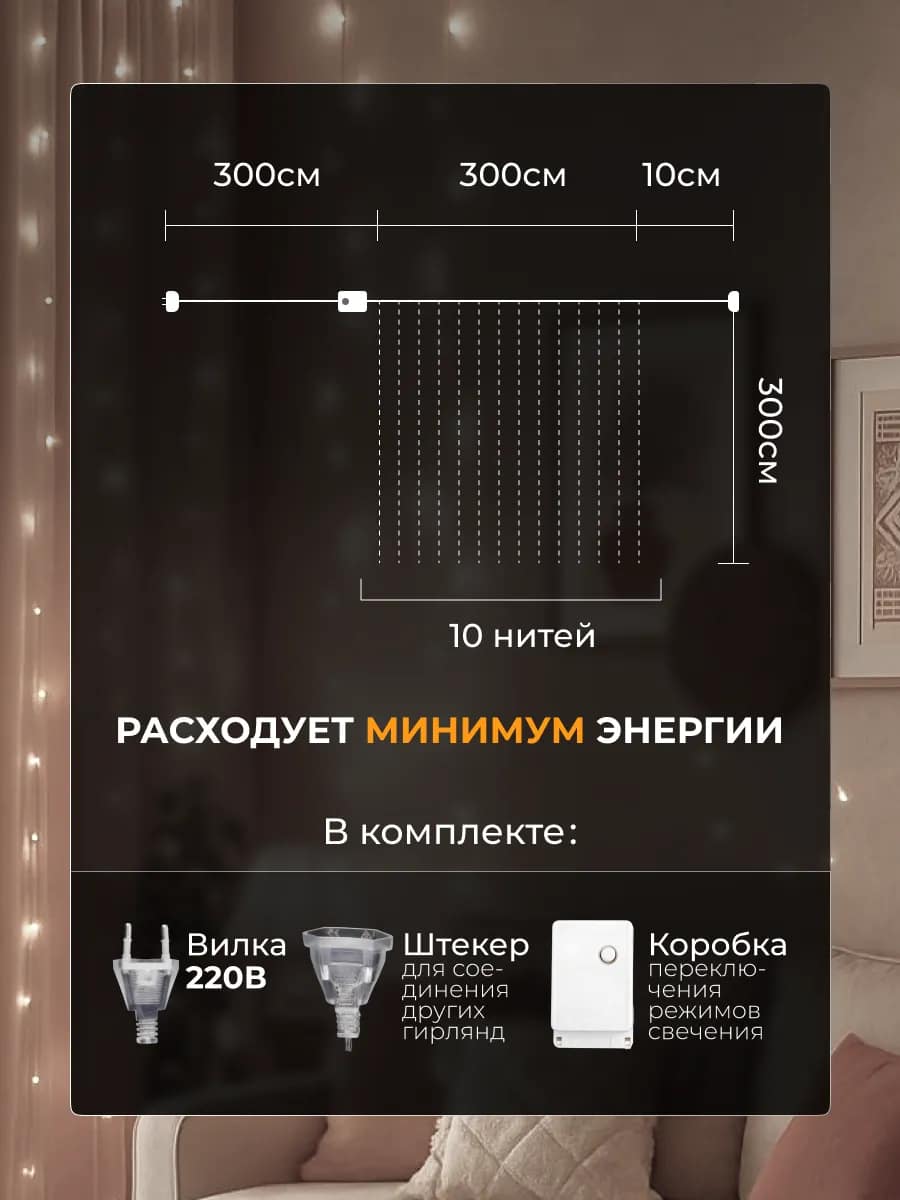 300см 300см 10см
300см
10 нитей
РАСХОДУЕТ МИНИМУМ ЭНЕРГИИ
В комплекте:
Вилка
220В
Штекер
для сое-
динения
других
гирлянд
Коробка
переклю-
чения
режимов
свечения